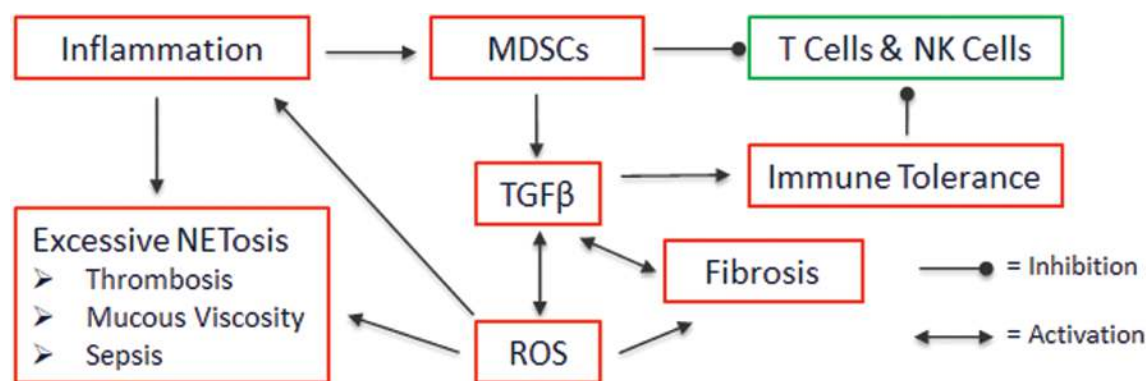 Inflammation
MDSCs
T Cells & NK Cells
TGFβ
Immune Tolerance
Excessive NETosis
➢ Thrombosis
➢ Mucous Viscosity
➢ Sepsis
Fibrosis
ROS
= Inhibition
= Activation